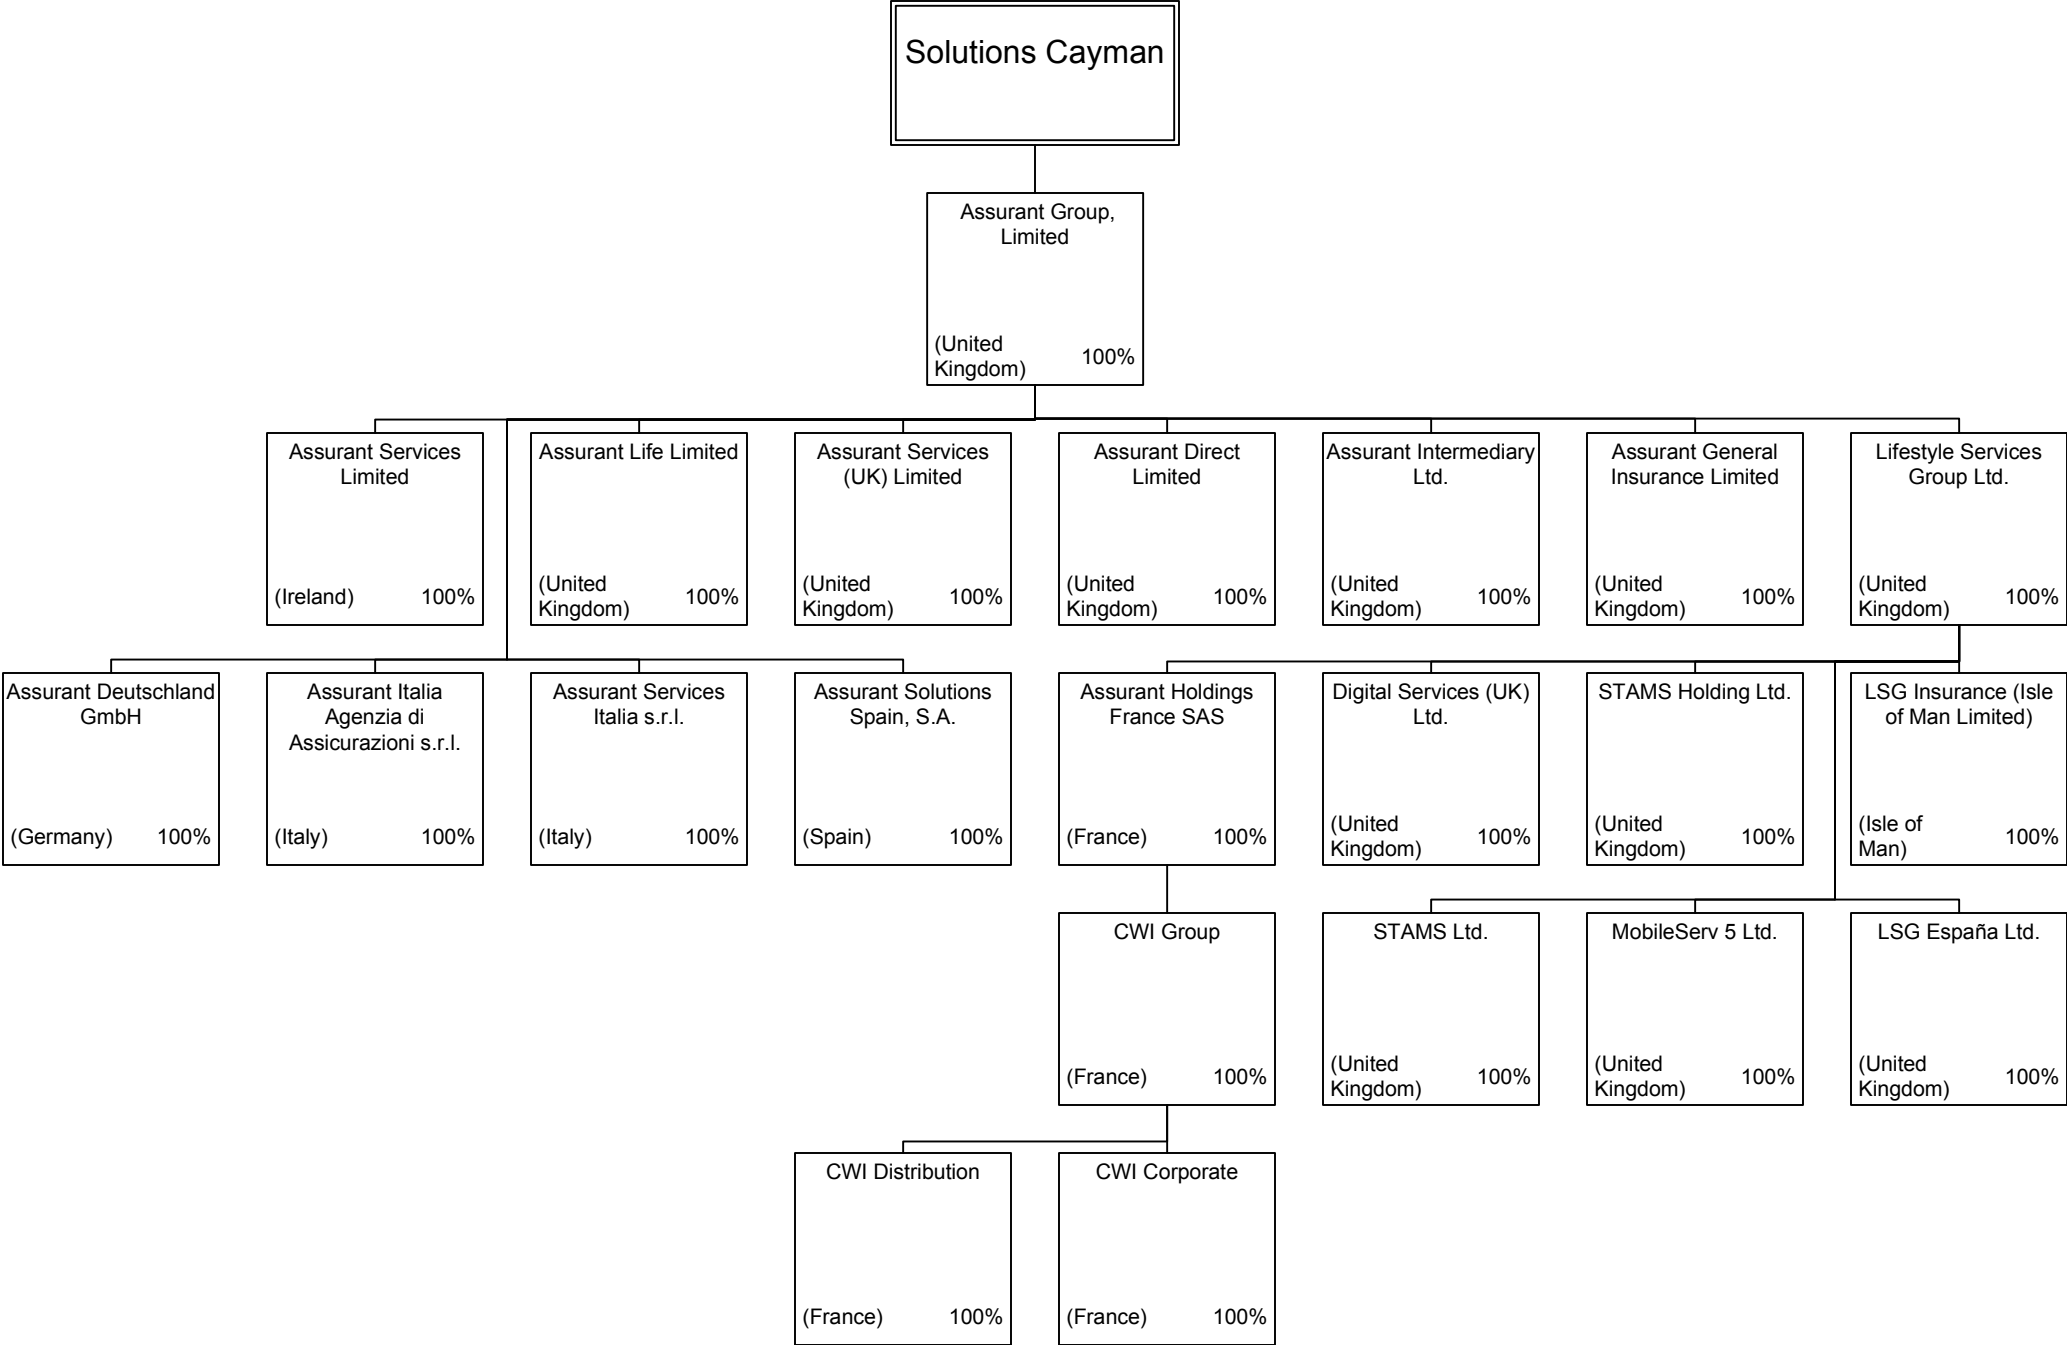 Solutions Cayman
Assurant Group,
Limited
(United
Kingdom)
100%
Assurant Services
Limited
(Ireland)
100%
Assurant Life Limited
(United
Kingdom)
100%
Assurant Services
(UK) Limited
(United
Kingdom)
100%
Assurant Direct
Limited
(United
Kingdom)
100%
Assurant Intermediary
Ltd.
(United
Kingdom)
100%
Assurant General
Insurance Limited
(United
Kingdom)
100%
Lifestyle Services
Group Ltd.
(United
Kingdom)
100%
Assurant Deutschland
GmbH
(Germany)
100%
Assurant Italia
Agenzia di
Assicurazioni s.r.l.
(Italy)
100%
Assurant Services
Italia s.r.l.
(Italy)
100%
Assurant Solutions
Spain, S.A.
(Spain)
100%
Assurant Holdings
France SAS
(France)
100%
Digital Services (UK)
Ltd.
(United
Kingdom)
100%
STAMS Holding Ltd.
(United
Kingdom)
100%
LSG Insurance (Isle
of Man Limited)
(Isle of
Man)
100%
CWI Group
(France)
100%
STAMS Ltd.
(United
Kingdom)
100%
MobileServ 5 Ltd.
(United
Kingdom)
100%
LSG España Ltd.
(United
Kingdom)
100%
CWI Distribution
(France)
100%
CWI Corporate
(France)
100%